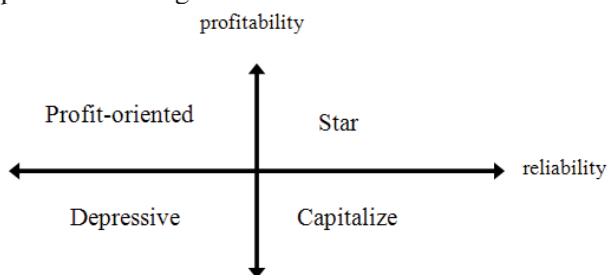 profitability
Profit-oriented
Star
reliability
Depressive
Capitalize